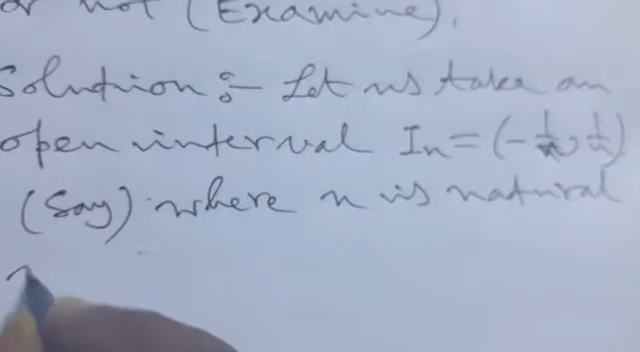 or not (Examine).
Solution :- Let us take an
open interval In = (-1/n, 1/n)
(Say). where n is natural